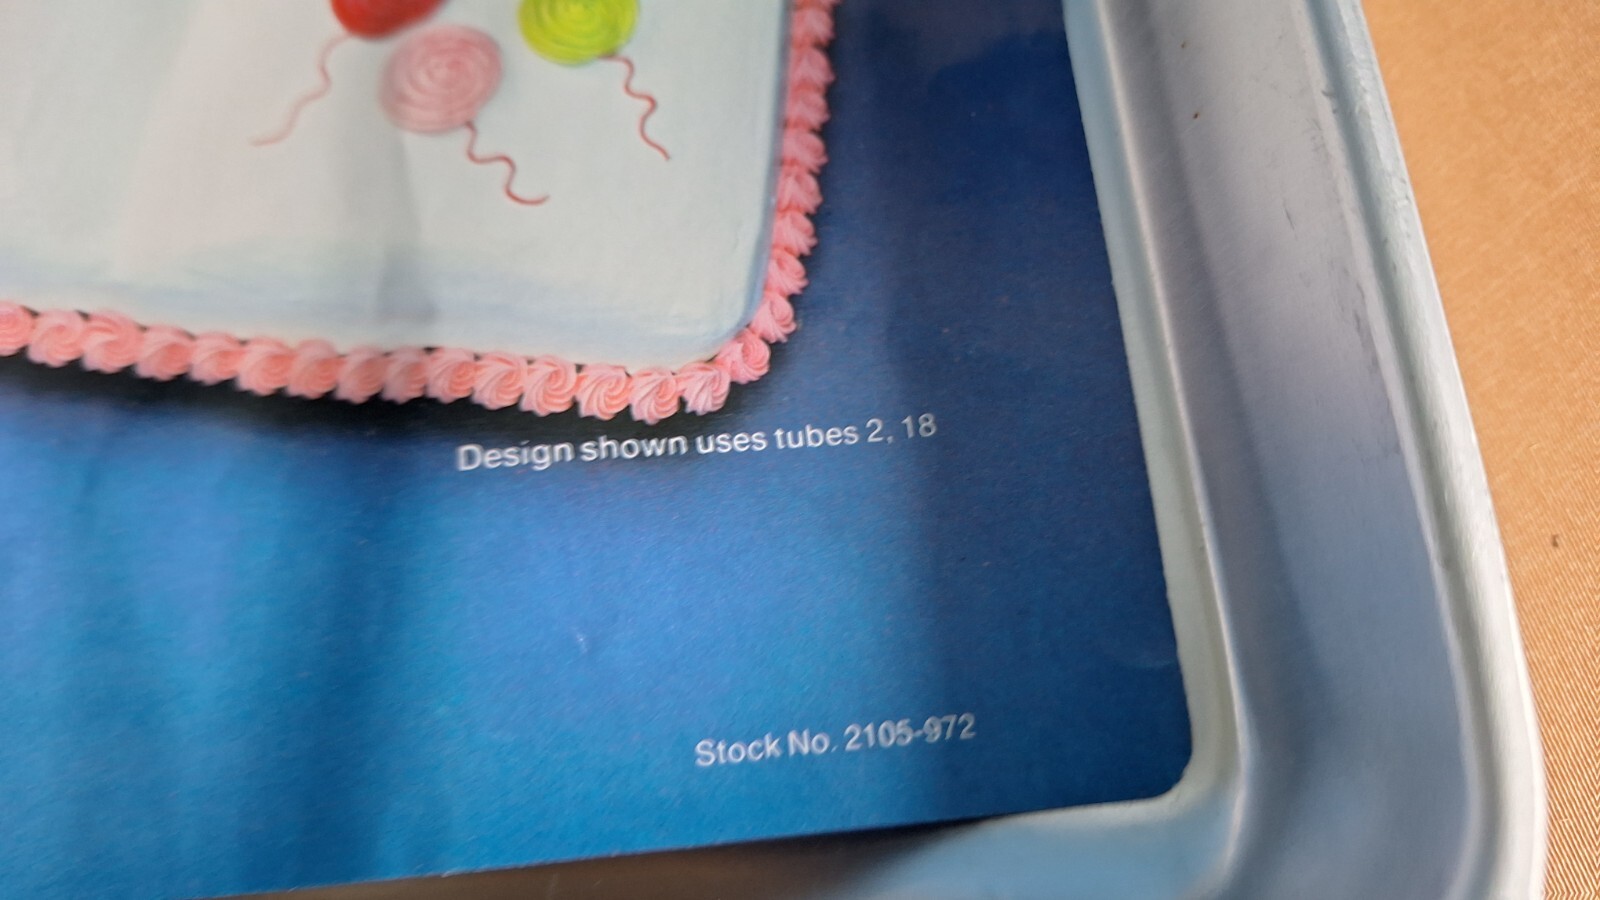 Design shown uses tubes 2, 18
Stock No. 2105-972